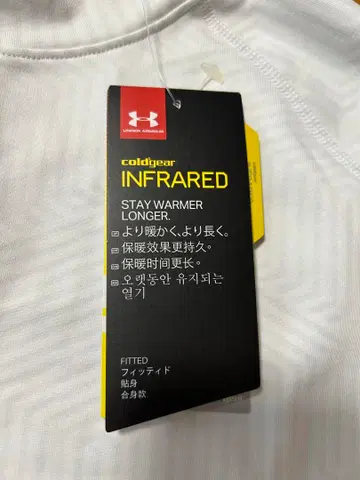 UNDER ARMOUR
coldgear
INFRARED
STAY WARMER
LONGER.
より暖かく、より長く。
保暖效果更持久。
保暖时间更长。
오랫동안 유지되는
열기
FITTED
フィッティド
貼身
合身款